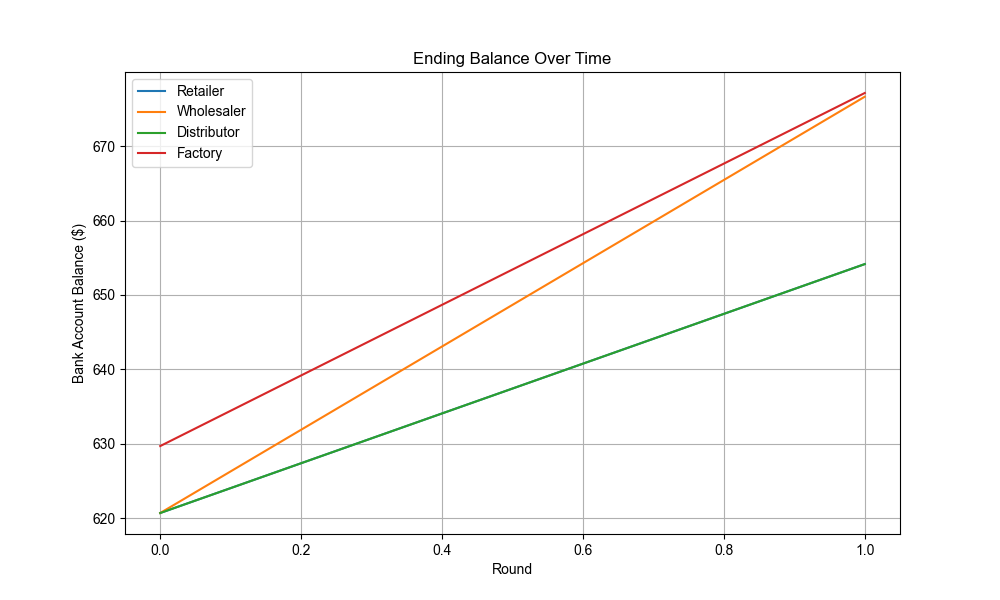 Ending Balance Over Time
Retailer
Wholesaler
Distributor
Factory
Bank Account Balance ($)
670
660
650
640
630
620
0.0 0.2 0.4 0.6 0.8 1.0
Round